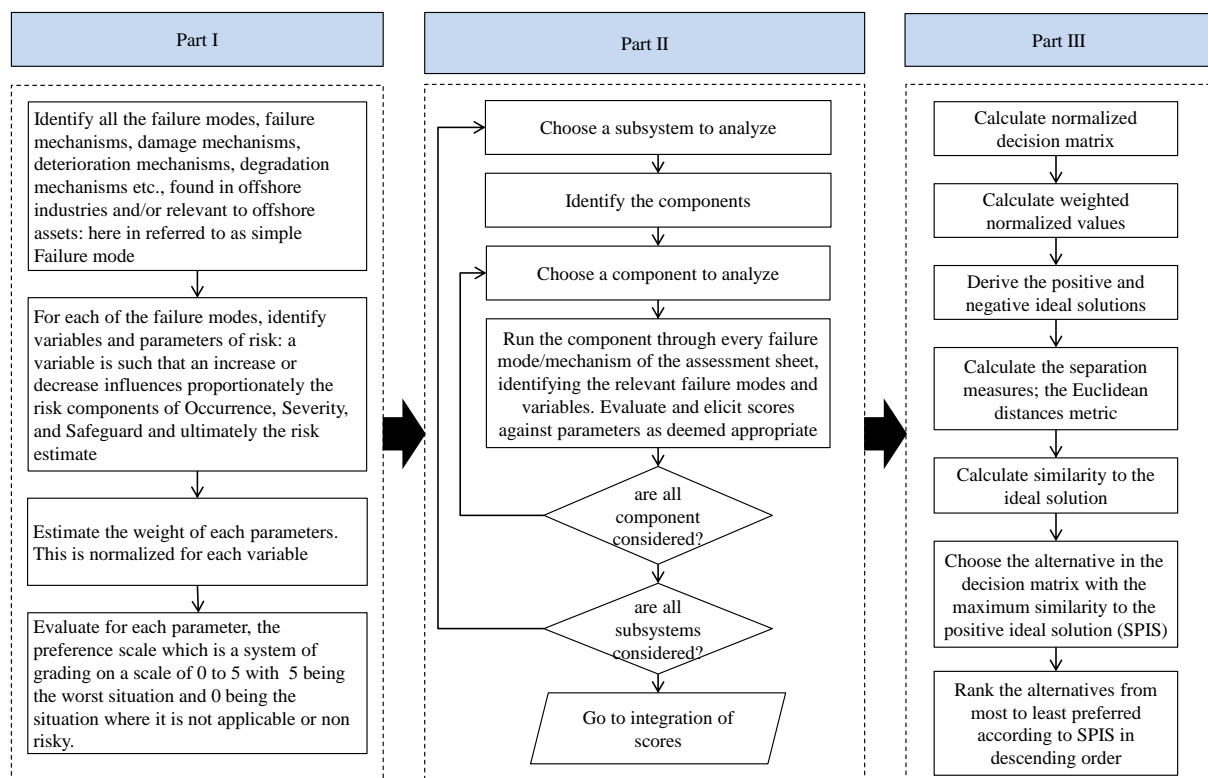 Part I
Identify all the failure modes, failure
mechanisms, damage mechanisms,
deterioration mechanisms, degradation
mechanisms etc., found in offshore
industries and/or relevant to offshore
assets: here in referred to as simple
Failure mode
For each of the failure modes, identify
variables and parameters of risk: a
variable is such that an increase or
decrease influences proportionately the
risk components of Occurrence, Severity,
and Safeguard and ultimately the risk
estimate
Estimate the weight of each parameters.
This is normalized for each variable
Evaluate for each parameter, the
preference scale which is a system of
grading on a scale of 0 to 5 with 5 being
the worst situation and 0 being the
situation where it is not applicable or non
risky.
Part II
Choose a subsystem to analyze
Identify the components
Choose a component to analyze
Run the component through every failure
mode/mechanism of the assessment sheet,
identifying the relevant failure modes and
variables. Evaluate and elicit scores
against parameters as deemed appropriate
are all
component
considered?
are all
subsystems
considered?
Go to integration of
scores
Part III
Calculate normalized
decision matrix
Calculate weighted
normalized values
Derive the positive and
negative ideal solutions
Calculate the separation
measures; the Euclidean
distances metric
Calculate similarity to the
ideal solution
Choose the alternative in the
decision matrix with the
maximum similarity to the
positive ideal solution (SPIS)
Rank the alternatives from
most to least preferred
according to SPIS in
descending order